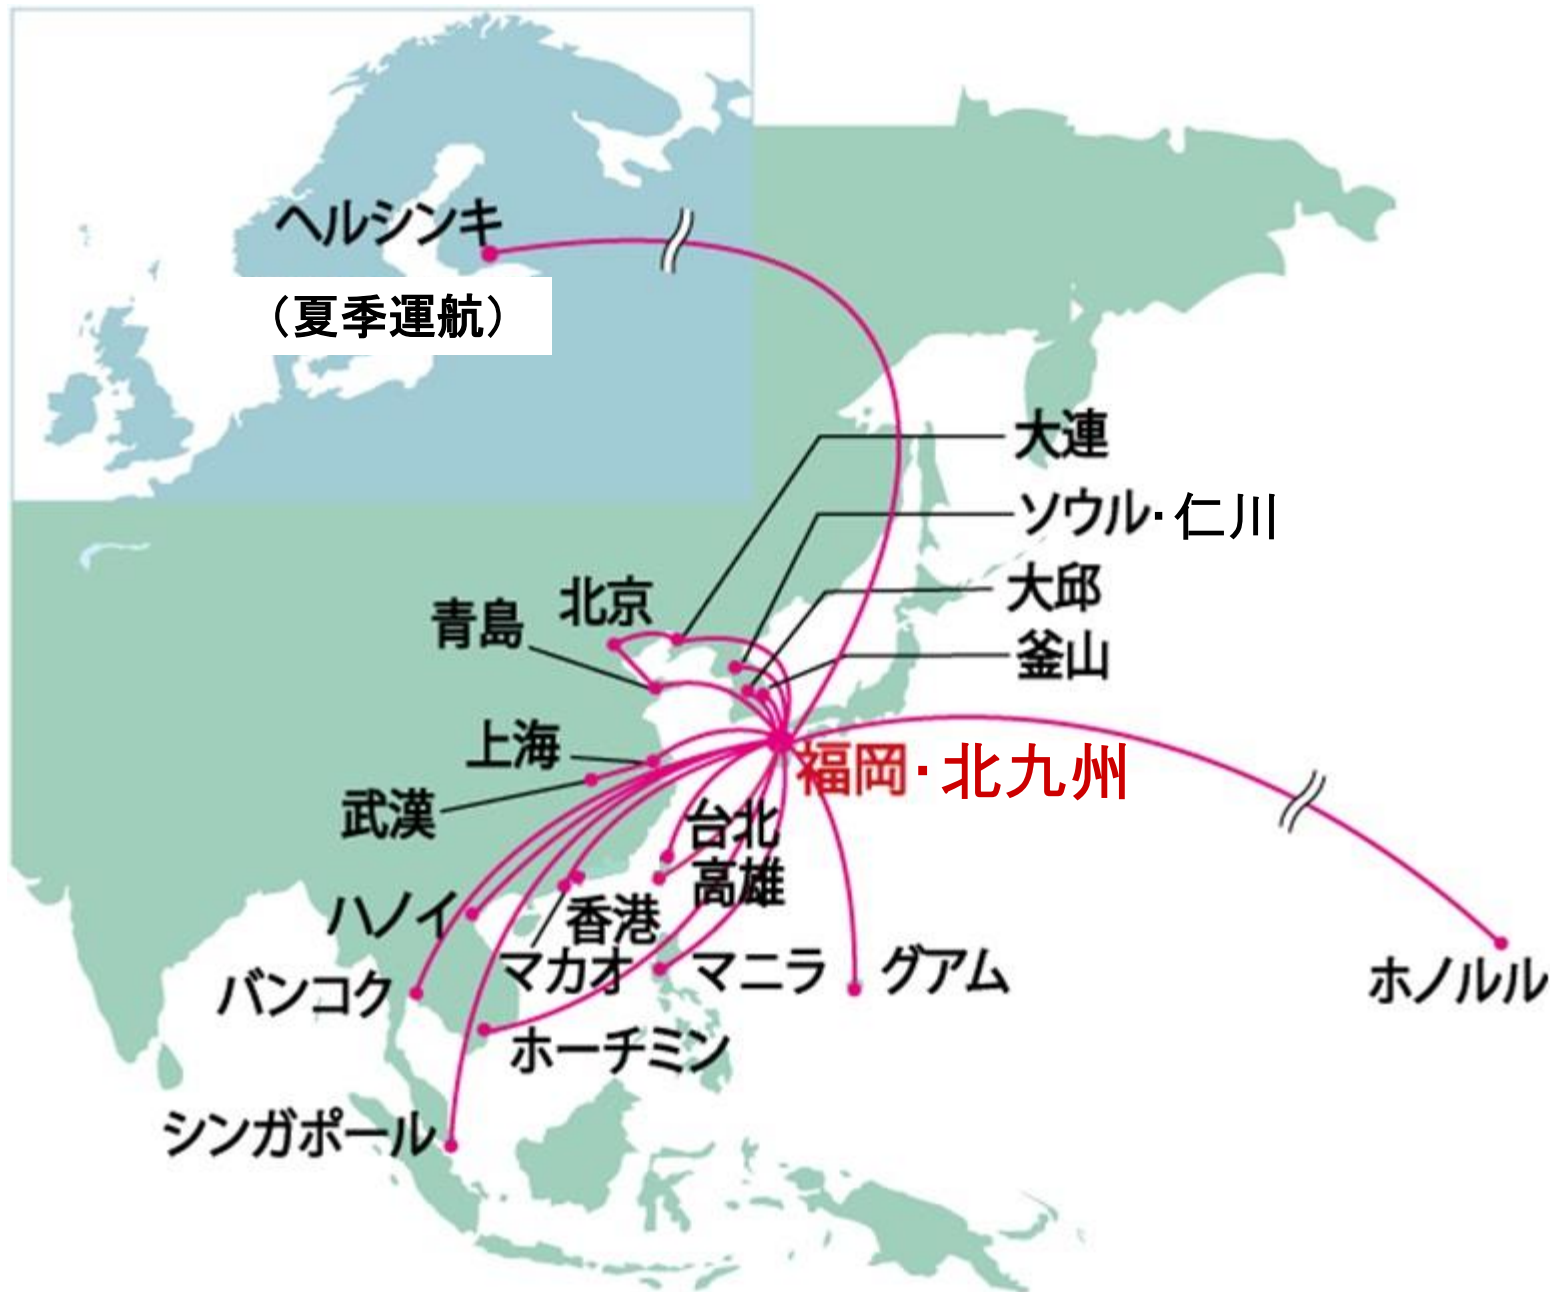 ヘルシンキ
（夏季運航）
大連
ソウル・仁川
大邱
釜山
北京
青島
上海
武漢
福岡・北九州
台北
高雄
香港
マカオ
マニラ
グアム
ホノルル
ハノイ
バンコク
ホーチミン
シンガポール